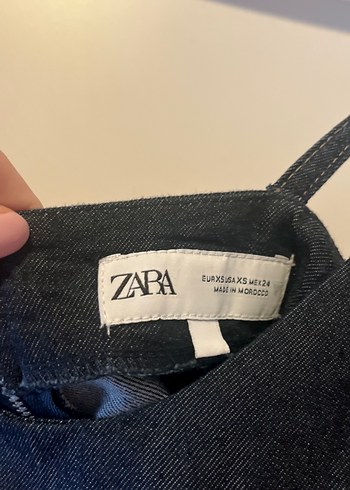 ZARA
EUR XS USA XS MEX 24
MADE IN MOROCCO